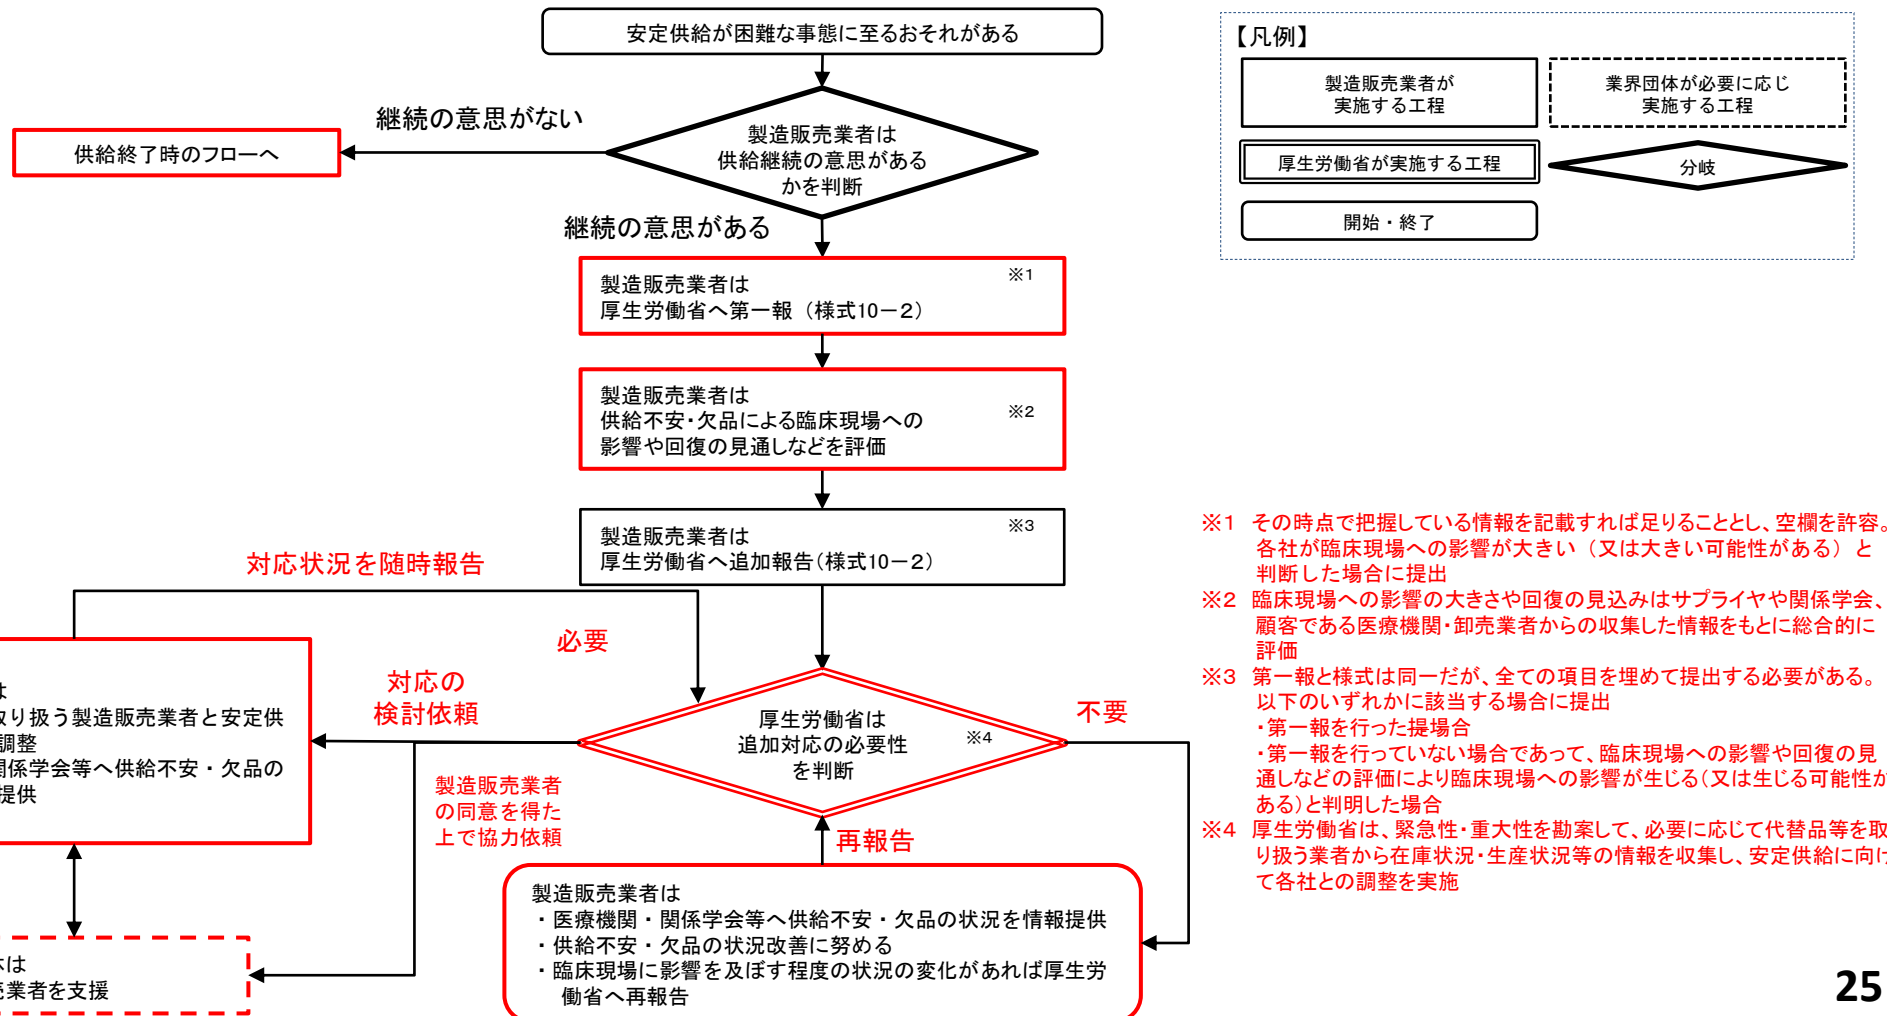 安定供給が困難な事態に至るおそれがある
【凡例】
製造販売業者が
実施する工程
業界団体が必要に応じ
実施する工程
厚生労働省が実施する工程
分岐
開始・終了
継続の意思がない
供給終了時のフローへ
製造販売業者は
供給継続の意思がある
かを判断
継続の意思がある
製造販売業者は
厚生労働省へ第一報（様式10－2）
※1
製造販売業者は
供給不安・欠品による臨床現場への
影響や回復の見通しなどを評価
※2
製造販売業者は
厚生労働省へ追加報告（様式10－2）
※3
対応状況を随時報告
必要
対応の
検討依頼
は
取り扱う製造販売業者と安定供
調整
関係学会等へ供給不安・欠品の
提供
厚生労働省は
追加対応の必要性
を判断
※4
不要
製造販売業者
の同意を得た
上で協力依頼
再報告
製造販売業者は
・医療機関・関係学会等へ供給不安・欠品の状況を情報提供
・供給不安・欠品の状況改善に努める
・臨床現場に影響を及ぼす程度の状況の変化があれば厚生労
働省へ再報告
体は
売業者を支援
※1 その時点で把握している情報を記載すれば足りることとし、空欄を許容。
各社が臨床現場への影響が大きい（又は大きい可能性がある）と
判断した場合に提出
※2 臨床現場への影響の大きさや回復の見込みはサプライヤや関係学会、
顧客である医療機関・卸売業者からの収集した情報をもとに総合的に
評価
※3 第一報と様式は同一だが、全ての項目を埋めて提出する必要がある。
以下のいずれかに該当する場合に提出
・第一報を行った提場合
・第一報を行っていない場合であって、臨床現場への影響や回復の見
通しなどの評価により臨床現場への影響が生じる（又は生じる可能性が
ある）と判明した場合
※4 厚生労働省は、緊急性・重大性を勘案して、必要に応じて代替品等を取
り扱う業者から在庫状況・生産状況等の情報を収集し、安定供給に向け
て各社との調整を実施
25